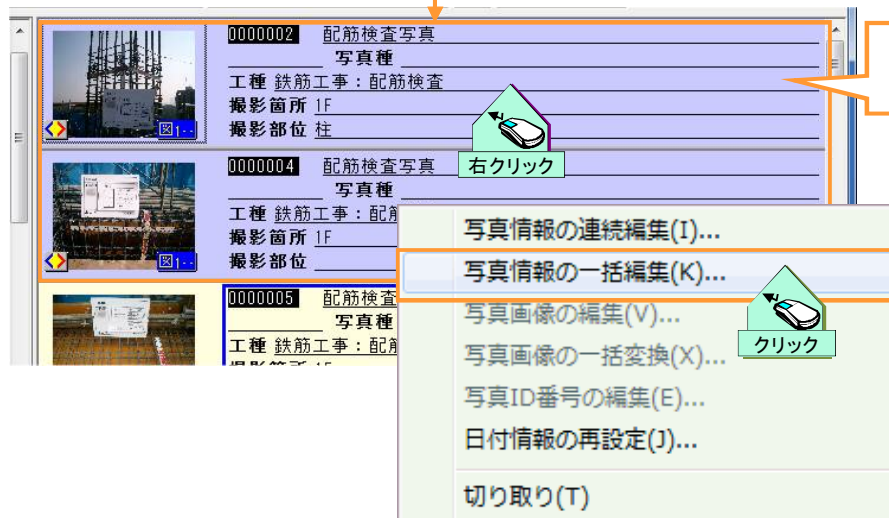 0000002 配筋検査写真
写真種
工種 鉄筋工事：配筋検査
撮影箇所 1F
撮影部位 柱
図1‥
右クリック
0000004 配筋検査写真
写真種
工種 鉄筋工事：配筋
撮影箇所 1F
撮影部位
図1‥
0000005 配筋検査
写真種
工種 鉄筋工事：配筋
写真情報の連続編集(I)...
写真情報の一括編集(K)...
写真画像の編集(V)...
クリック
写真画像の一括変換(X)...
写真ID番号の編集(E)...
日付情報の再設定(J)...
切り取り(T)